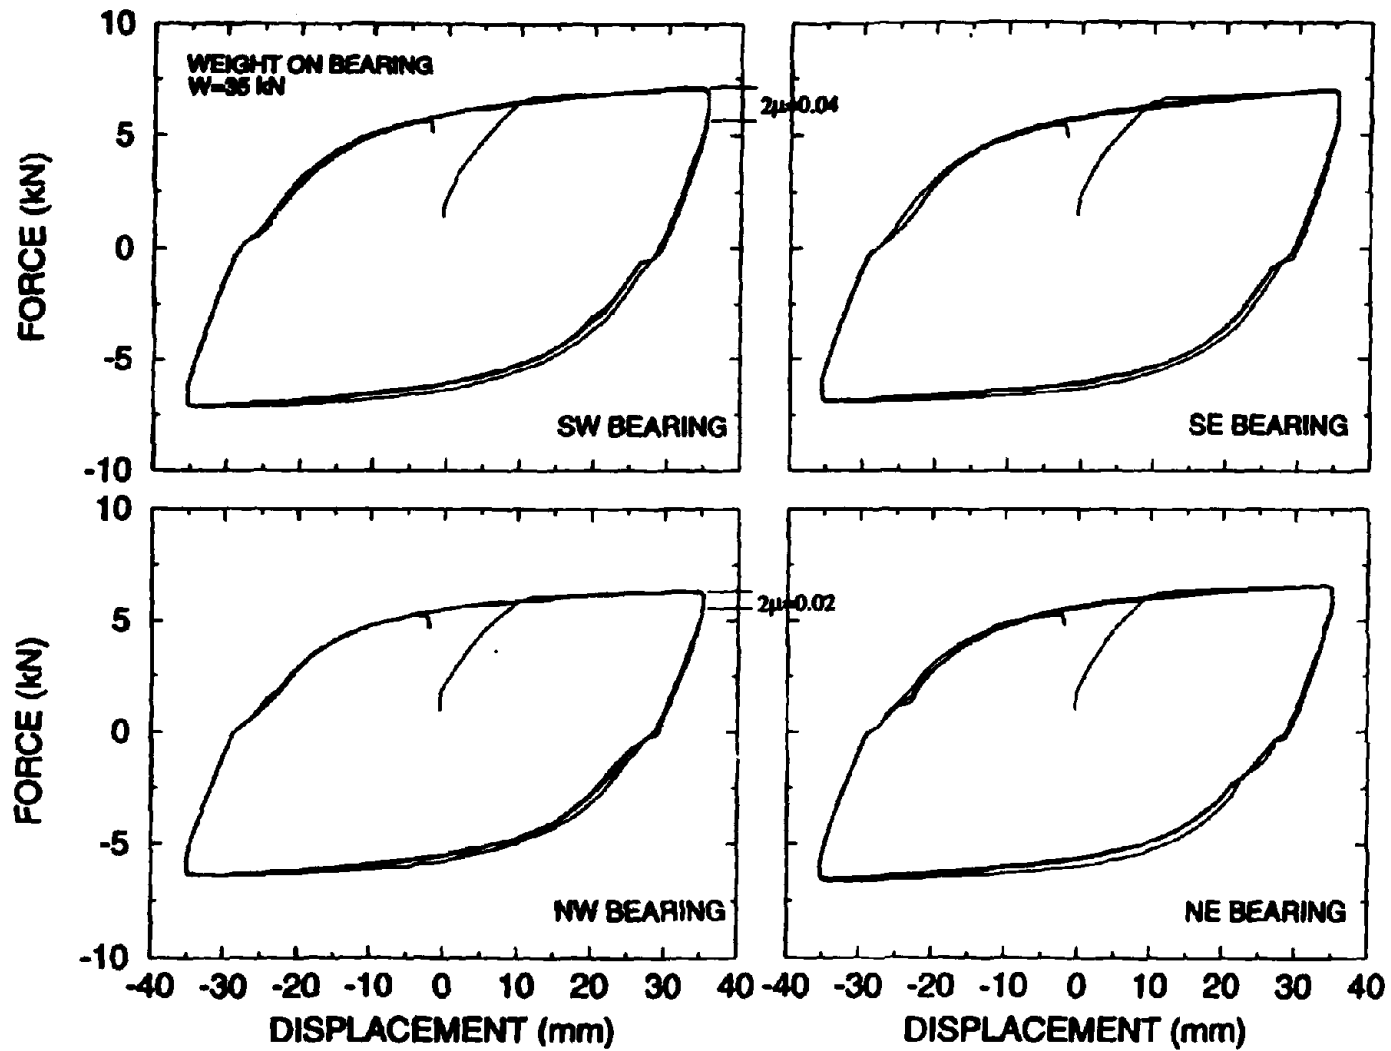 10
5
0
-5
-10
FORCE (kN)
WEIGHT ON BEARING
W=35 kN
SW BEARING
2μ=0.04
SE BEARING
10
5
0
-5
-10
FORCE (kN)
NW BEARING
2μ=0.02
NE BEARING
-40 -30 -20 -10 0 10 20 30 40
-40 -30 -20 -10 0 10 20 30 40
DISPLACEMENT (mm)
DISPLACEMENT (mm)